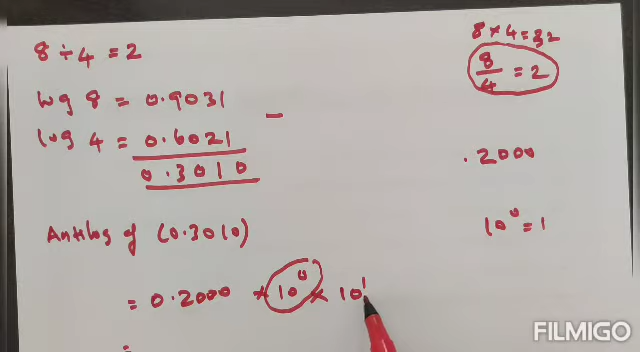 8 ÷ 4 = 2
8 × 4 = 32
8/4 = 2
log 8 = 0.9031 −
log 4 = 0.6021
0.3010
.2000
Antilog of (0.3010)
10⁰ = 1
= 0.2000 × 10⁰ × 10¹
=
FILMIGO